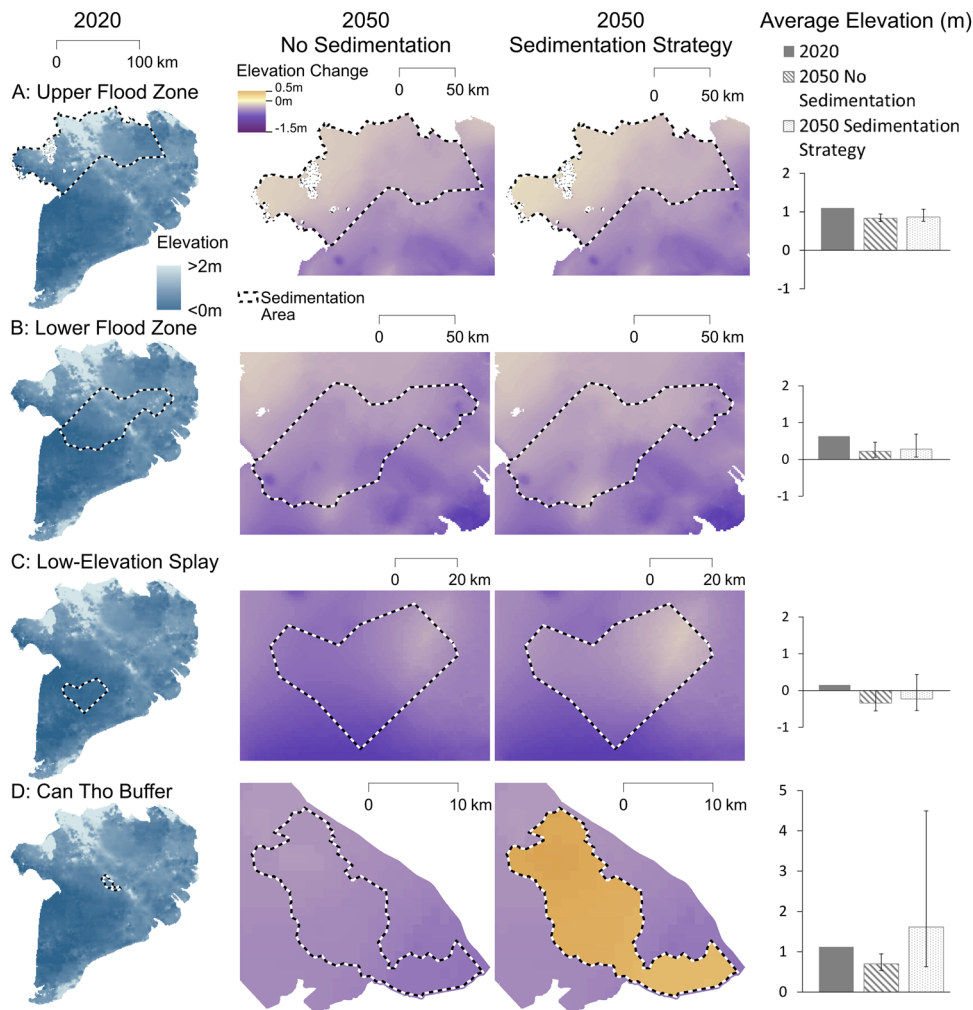 2020
0 100 km
2050
No Sedimentation
2050
Sedimentation Strategy
Average Elevation (m)
2020
2050 No
Sedimentation
2050 Sedimentation
Strategy
Elevation Change
0.5m
0m
-1.5m
0 50 km
0 50 km
A: Upper Flood Zone
Elevation
>2m
<0m
2
1
0
-1
Sedimentation
Area
B: Lower Flood Zone
0 50 km
0 50 km
2
1
0
-1
C: Low-Elevation Splay
0 20 km
0 20 km
2
1
0
-1
D: Can Tho Buffer
0 10 km
0 10 km
5
4
3
2
1
0